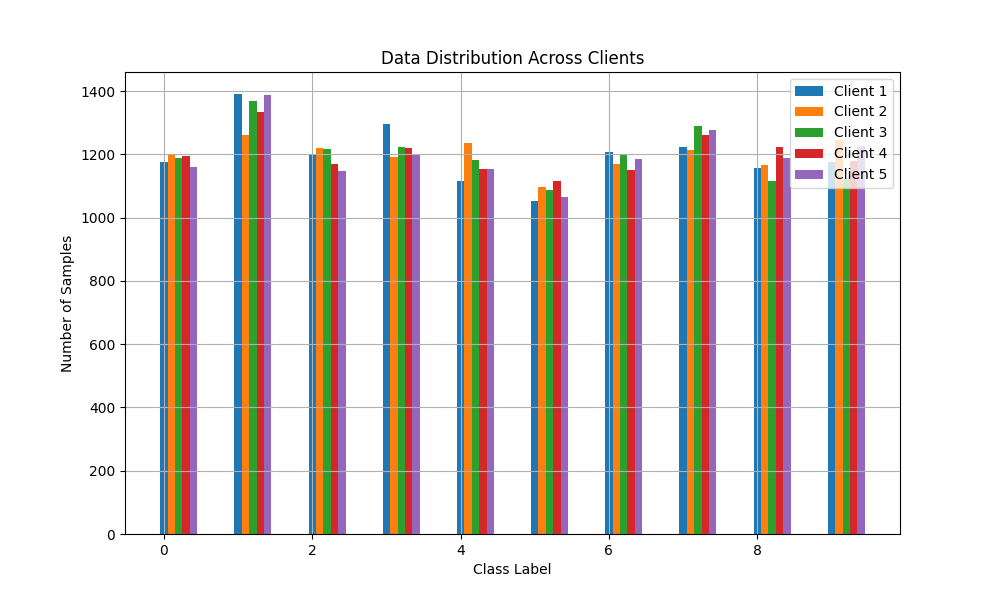 Data Distribution Across Clients
1400
1200
1000
800
600
400
200
0
Number of Samples
Client 1
Client 2
Client 3
Client 4
Client 5
0 2 4 6 8
Class Label